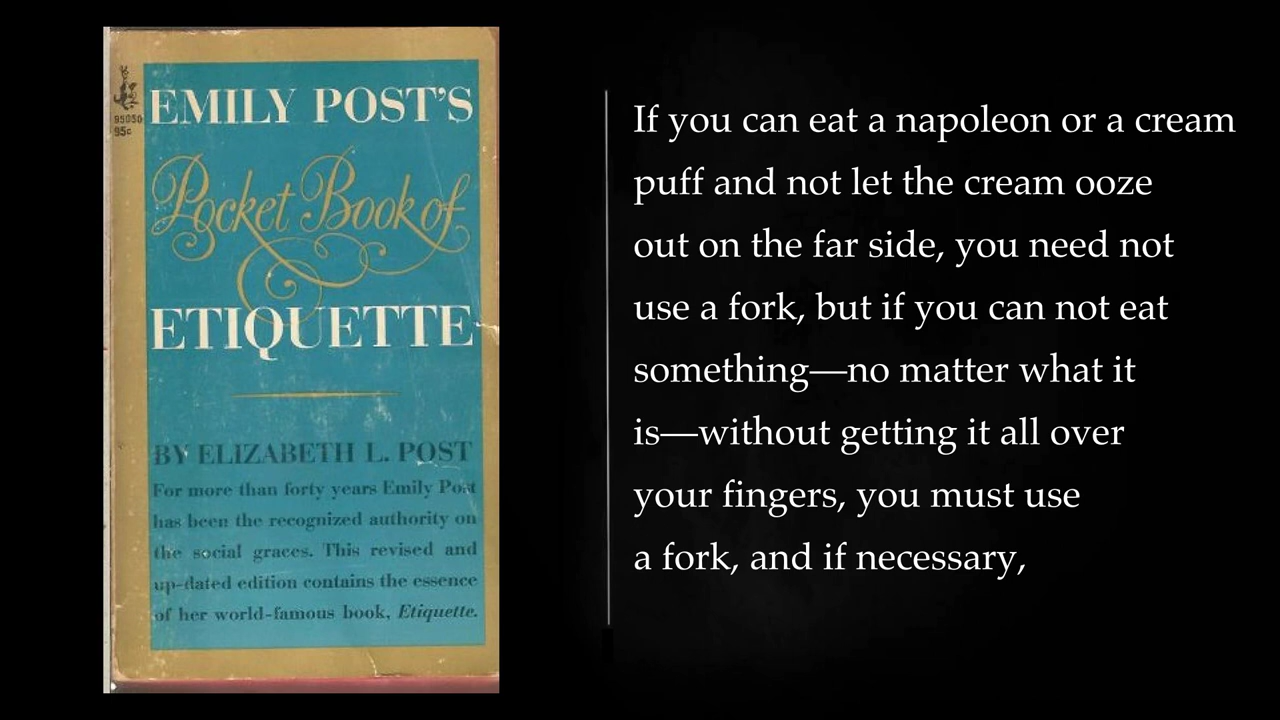 95050
95c
EMILY POST'S
Pocket Book of
ETIQUETTE
BY ELIZABETH L. POST
For more than forty years Emily Post
has been the recognized authority on
the social graces. This revised and
up-dated edition contains the essence
of her world-famous book, Etiquette.
If you can eat a napoleon or a cream
puff and not let the cream ooze
out on the far side, you need not
use a fork, but if you can not eat
something—no matter what it
is—without getting it all over
your fingers, you must use
a fork, and if necessary,